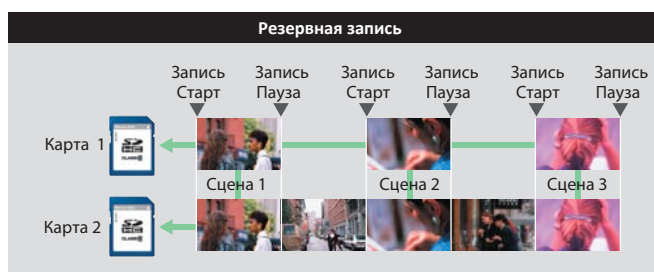 Резервная запись
Запись Запись Запись Запись Запись Запись
Старт Пауза Старт Пауза Старт Пауза
Карта 1
Сцена 1 Сцена 2 Сцена 3
Карта 2